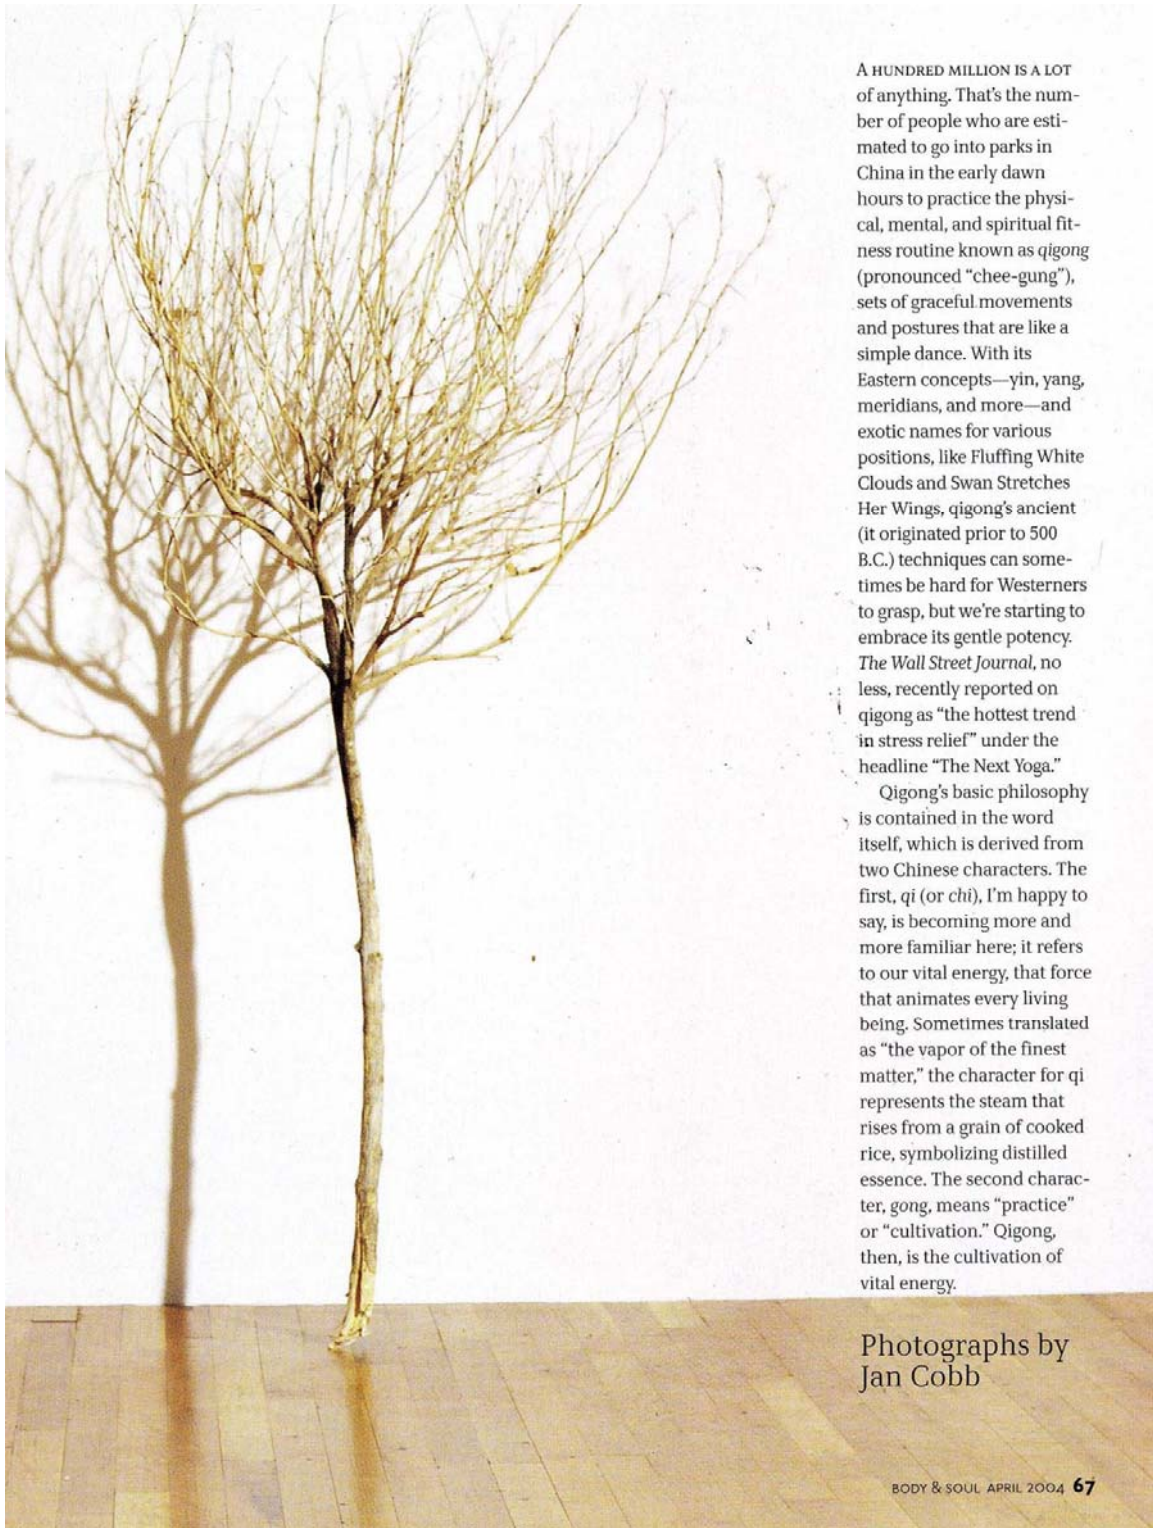 A HUNDRED MILLION IS A LOT
of anything. That's the num-
ber of people who are esti-
mated to go into parks in
China in the early dawn
hours to practice the physi-
cal, mental, and spiritual fit-
ness routine known as qigong
(pronounced “chee-gung”),
sets of graceful movements
and postures that are like a
simple dance. With its
Eastern concepts—yin, yang,
meridians, and more—and
exotic names for various
positions, like Fluffing White
Clouds and Swan Stretches
Her Wings, qigong's ancient
(it originated prior to 500
B.C.) techniques can some-
times be hard for Westerners
to grasp, but we're starting to
embrace its gentle potency.
The Wall Street Journal, no
less, recently reported on
qigong as “the hottest trend
in stress relief” under the
headline “The Next Yoga.”
Qigong's basic philosophy
is contained in the word
itself, which is derived from
two Chinese characters. The
first, qi (or chi), I'm happy to
say, is becoming more and
more familiar here; it refers
to our vital energy, that force
that animates every living
being. Sometimes translated
as “the vapor of the finest
matter,” the character for qi
represents the steam that
rises from a grain of cooked
rice, symbolizing distilled
essence. The second charac-
ter, gong, means “practice”
or “cultivation.” Qigong,
then, is the cultivation of
vital energy.
Photographs by
Jan Cobb
BODY & SOUL APRIL 2004 67